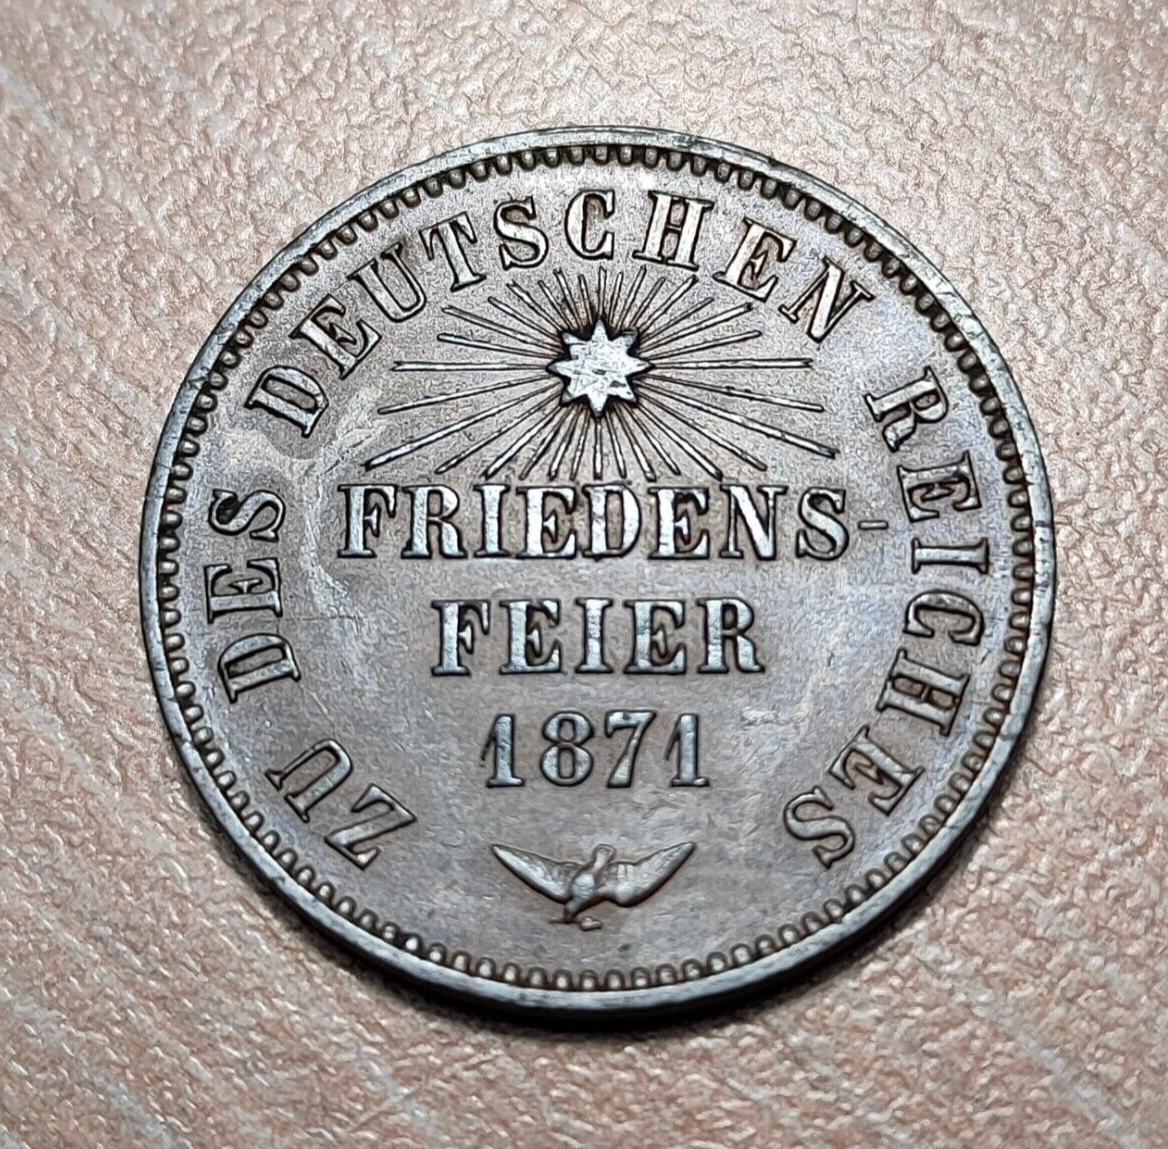 ZU DES DEUTSCHEN REICHES
FRIEDENS-
FEIER
1871